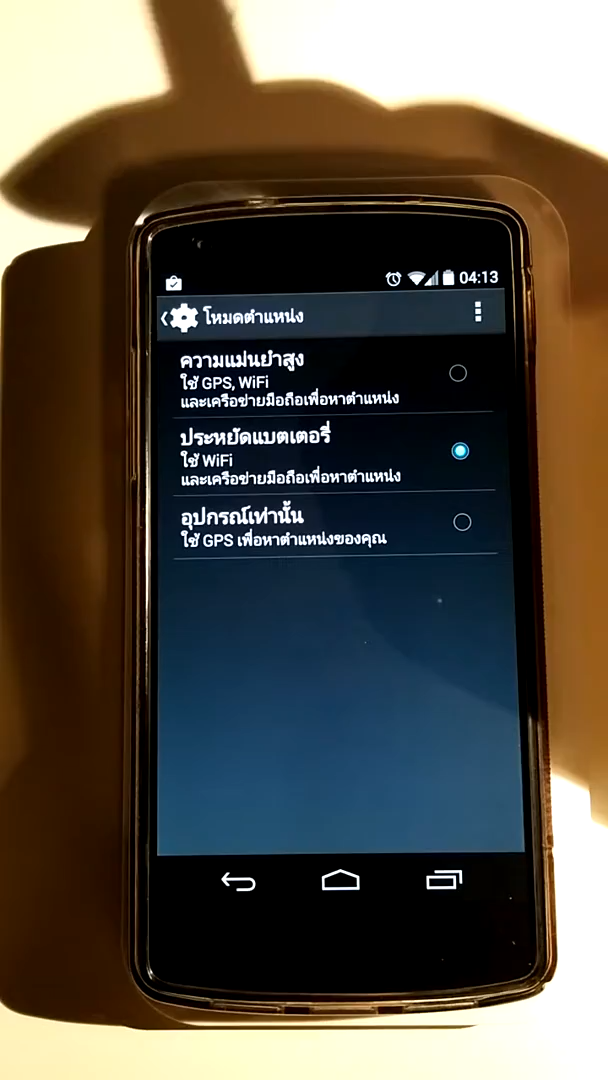 04:13
โหมดตำแหน่ง
ความแม่นยำสูง
ใช้ GPS, WiFi
และเครือข่ายมือถือเพื่อหาตำแหน่ง
ประหยัดแบตเตอรี่
ใช้ WiFi
และเครือข่ายมือถือเพื่อหาตำแหน่ง
อุปกรณ์เท่านั้น
ใช้ GPS เพื่อหาตำแหน่งของคุณ